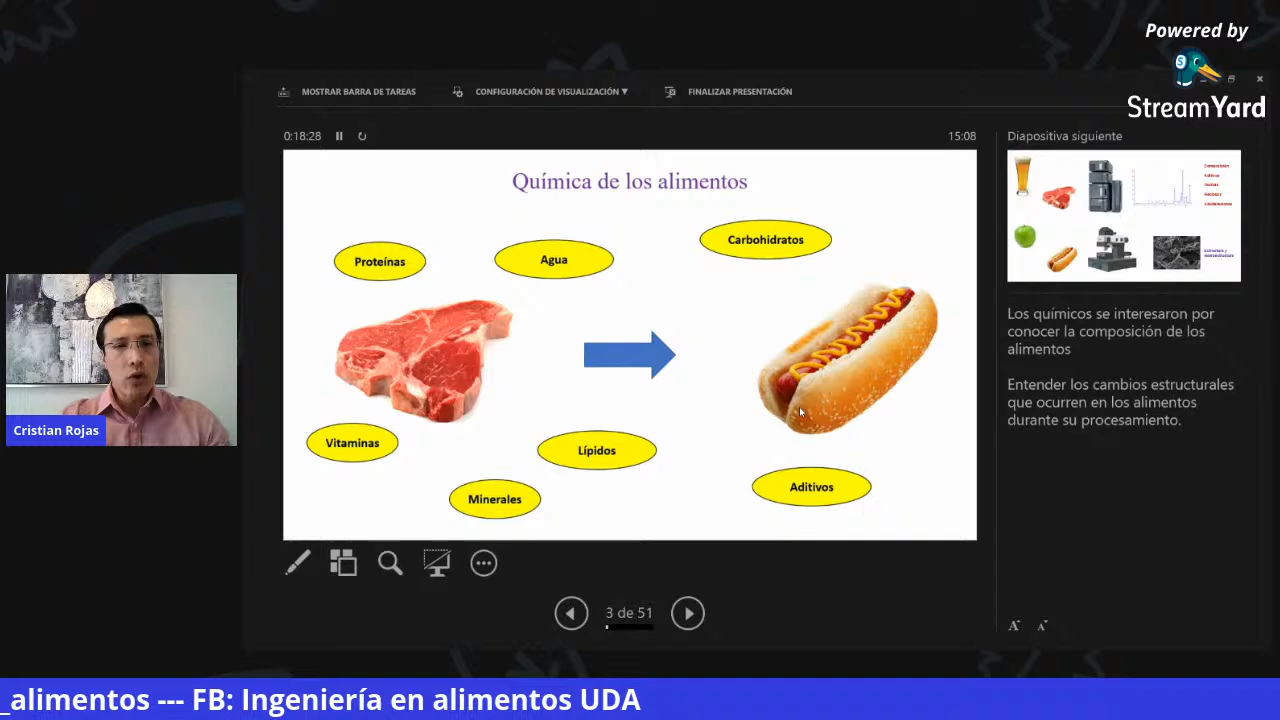 Powered by
StreamYard
MOSTRAR BARRA DE TAREAS
CONFIGURACIÓN DE VISUALIZACIÓN ▼
FINALIZAR PRESENTACIÓN
0:18:28
15:08
Diapositiva siguiente
Química de los alimentos
Carbohidratos
Proteínas
Agua
Vitaminas
Lípidos
Minerales
Aditivos
Los químicos se interesaron por
conocer la composición de los
alimentos
Entender los cambios estructurales
que ocurren en los alimentos
durante su procesamiento.
Cristian Rojas
3 de 51
A A
_alimentos --- FB: Ingeniería en alimentos UDA